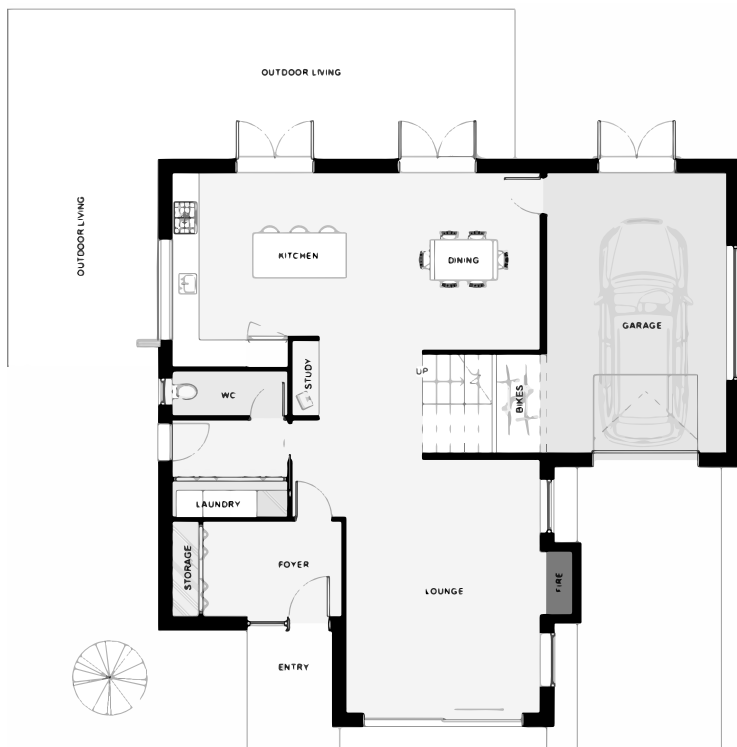 OUTDOOR LIVING
OUTDOOR LIVING
KITCHEN
DINING
GARAGE
UP
STUDY
BIKES
WC
LAUNDRY
STORAGE
FOYER
LOUNGE
FIRE
ENTRY